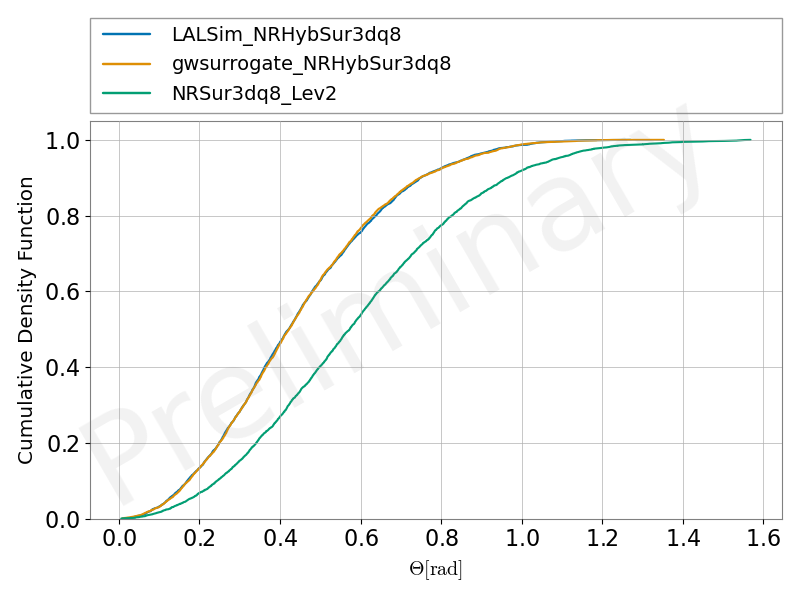 LALSim_NRHybSur3dq8
gwsurrogate_NRHybSur3dq8
NRSur3dq8_Lev2
Preliminary
Cumulative Density Function
1.0
0.8
0.6
0.4
0.2
0.0
0.0 0.2 0.4 0.6 0.8 1.0 1.2 1.4 1.6
Θ[rad]